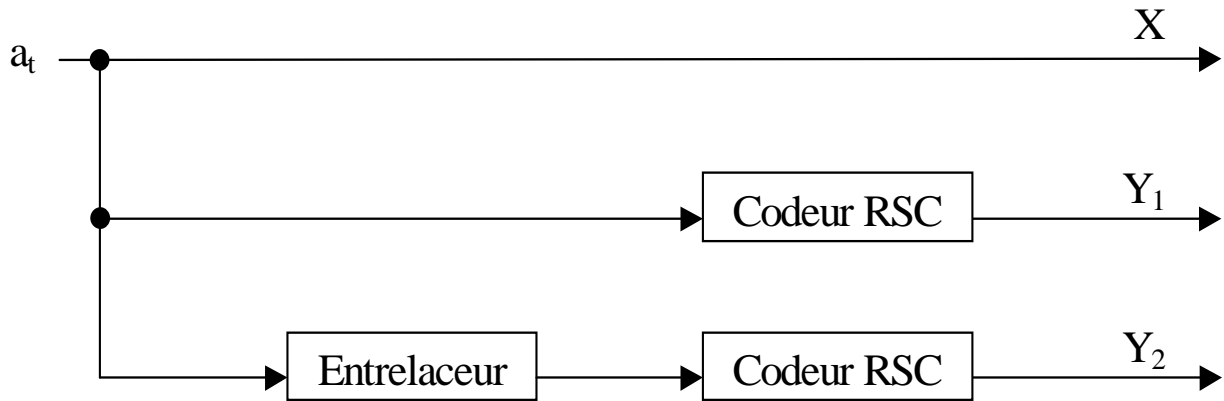 X
a_t
Codeur RSC
Y_1
Entrelaceur
Codeur RSC
Y_2